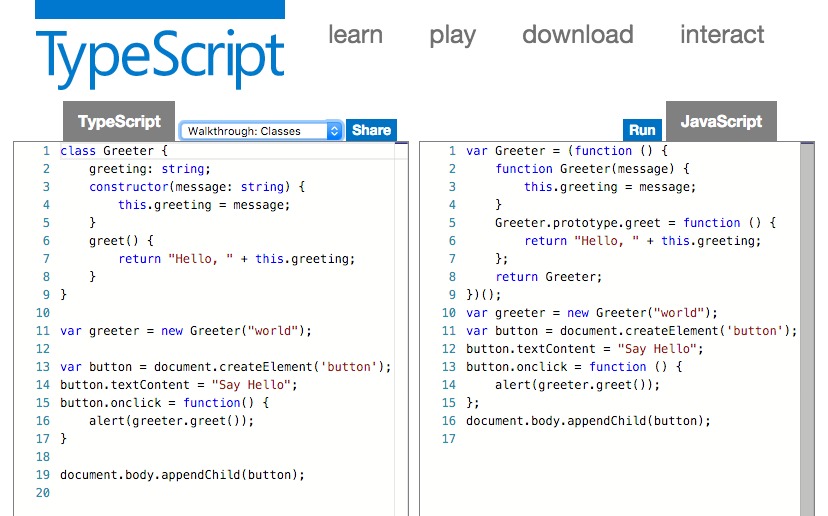 TypeScript
learn play download interact
TypeScript
Walkthrough: Classes
Share
1 class Greeter {
2     greeting: string;
3     constructor(message: string) {
4         this.greeting = message;
5     }
6     greet() {
7         return "Hello, " + this.greeting;
8     }
9 }
10
11 var greeter = new Greeter("world");
12
13 var button = document.createElement('button');
14 button.textContent = "Say Hello";
15 button.onclick = function() {
16     alert(greeter.greet());
17 }
18
19 document.body.appendChild(button);
20
Run
JavaScript
1 var Greeter = (function () {
2     function Greeter(message) {
3         this.greeting = message;
4     }
5     Greeter.prototype.greet = function () {
6         return "Hello, " + this.greeting;
7     };
8     return Greeter;
9 })();
10 var greeter = new Greeter("world");
11 var button = document.createElement('button');
12 button.textContent = "Say Hello";
13 button.onclick = function () {
14     alert(greeter.greet());
15 };
16 document.body.appendChild(button);
17